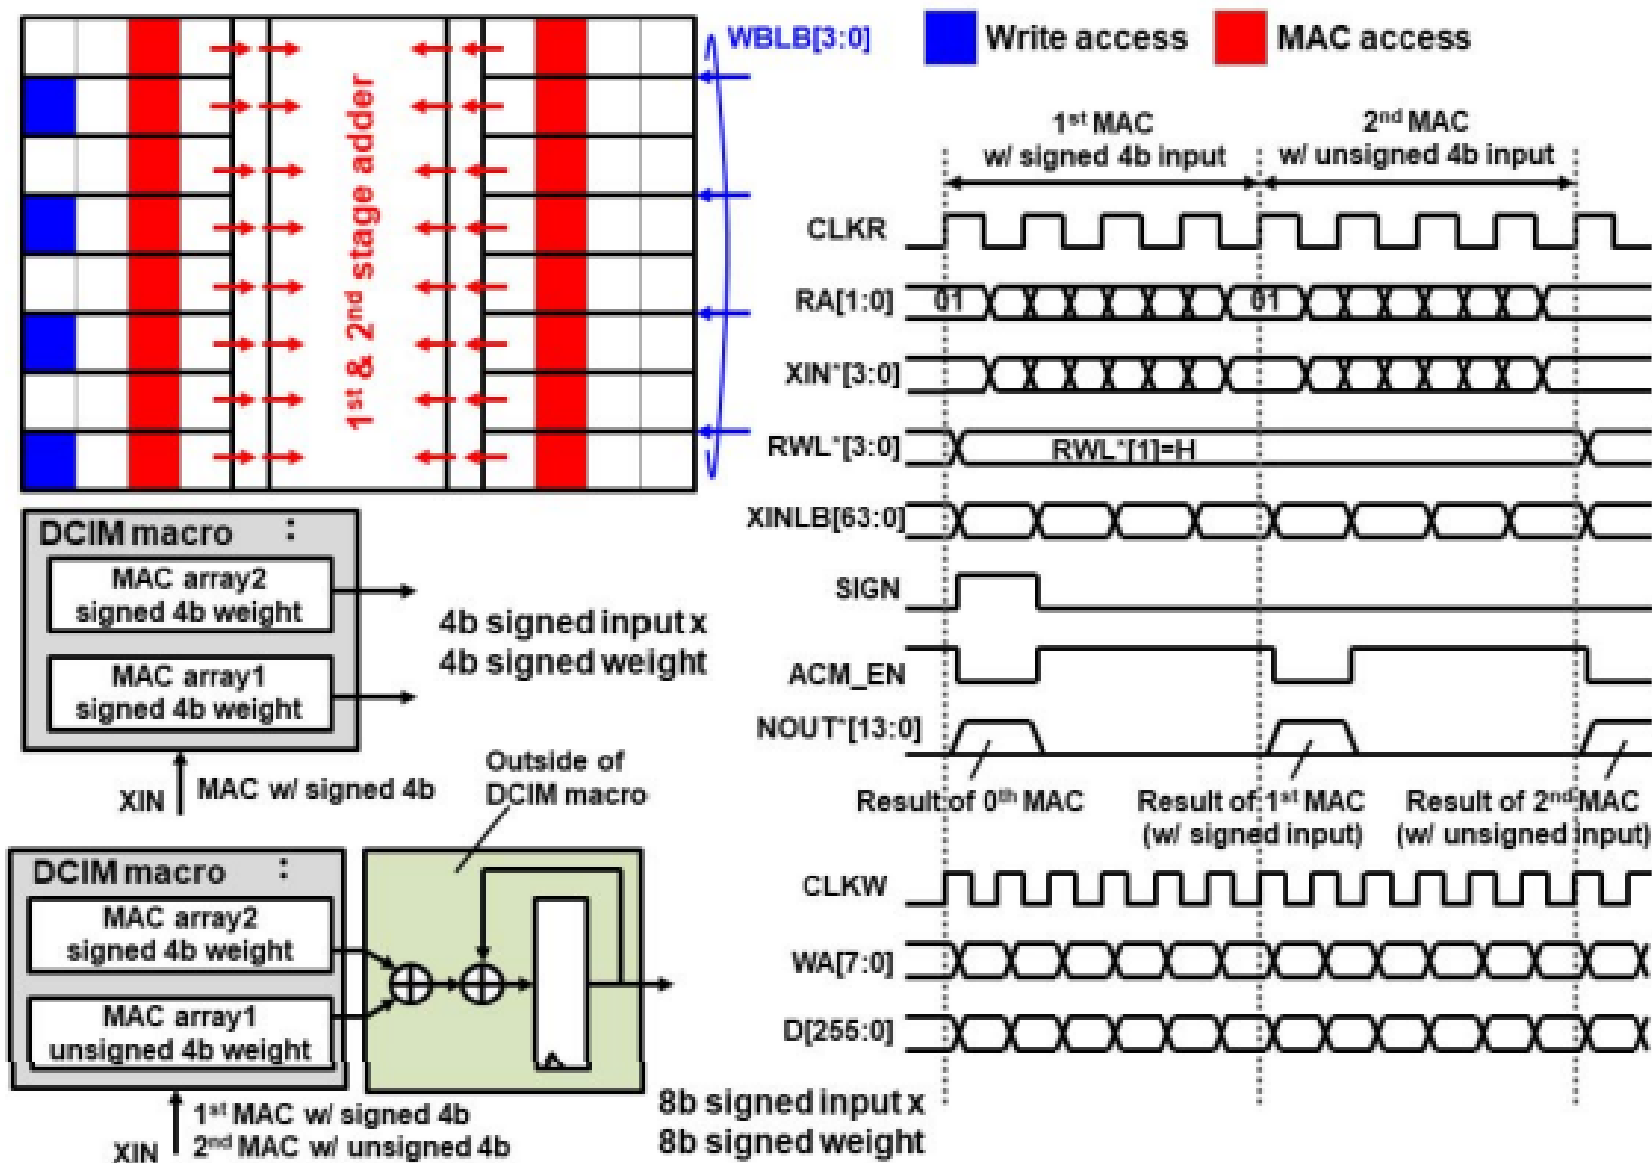 WBLB[3:0]
Write access
MAC access
1st & 2nd stage adder
1st MAC
w/ signed 4b input
2nd MAC
w/ unsigned 4b input
CLKR
RA[1:0]
01
01
XIN*[3:0]
RWL*[3:0]
RWL*[1]=H
XINLB[63:0]
SIGN
ACM_EN
NOUT*[13:0]
Result of 0th MAC
Result of 1st MAC
(w/ signed input)
Result of 2nd MAC
(w/ unsigned input)
CLKW
WA[7:0]
D[255:0]
DCIM macro :
MAC array2
signed 4b weight
MAC array1
signed 4b weight
4b signed input x
4b signed weight
XIN
MAC w/ signed 4b
Outside of
DCIM macro
DCIM macro :
MAC array2
signed 4b weight
MAC array1
unsigned 4b weight
XIN
1st MAC w/ signed 4b
2nd MAC w/ unsigned 4b
8b signed input x
8b signed weight